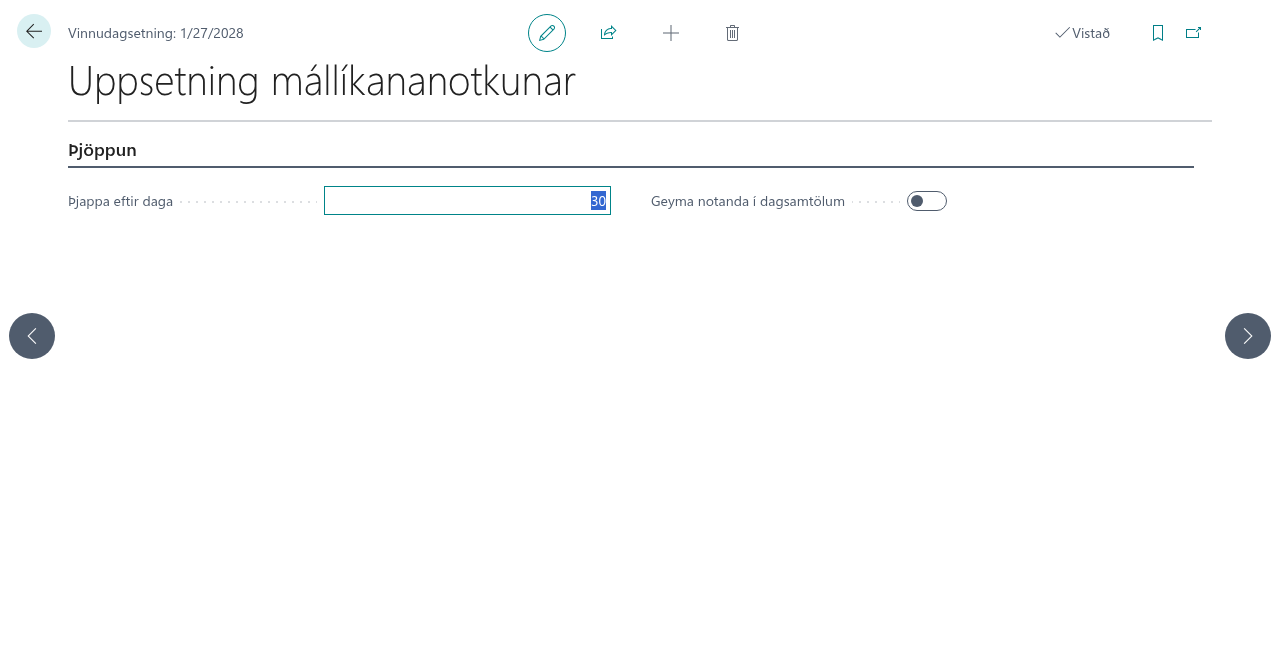 Vinnudagsetning: 1/27/2028
Vistað
Uppsetning mállíkananotkunar
Þjöppun
Þjappa eftir daga
30
Geyma notanda í dagsamtölum